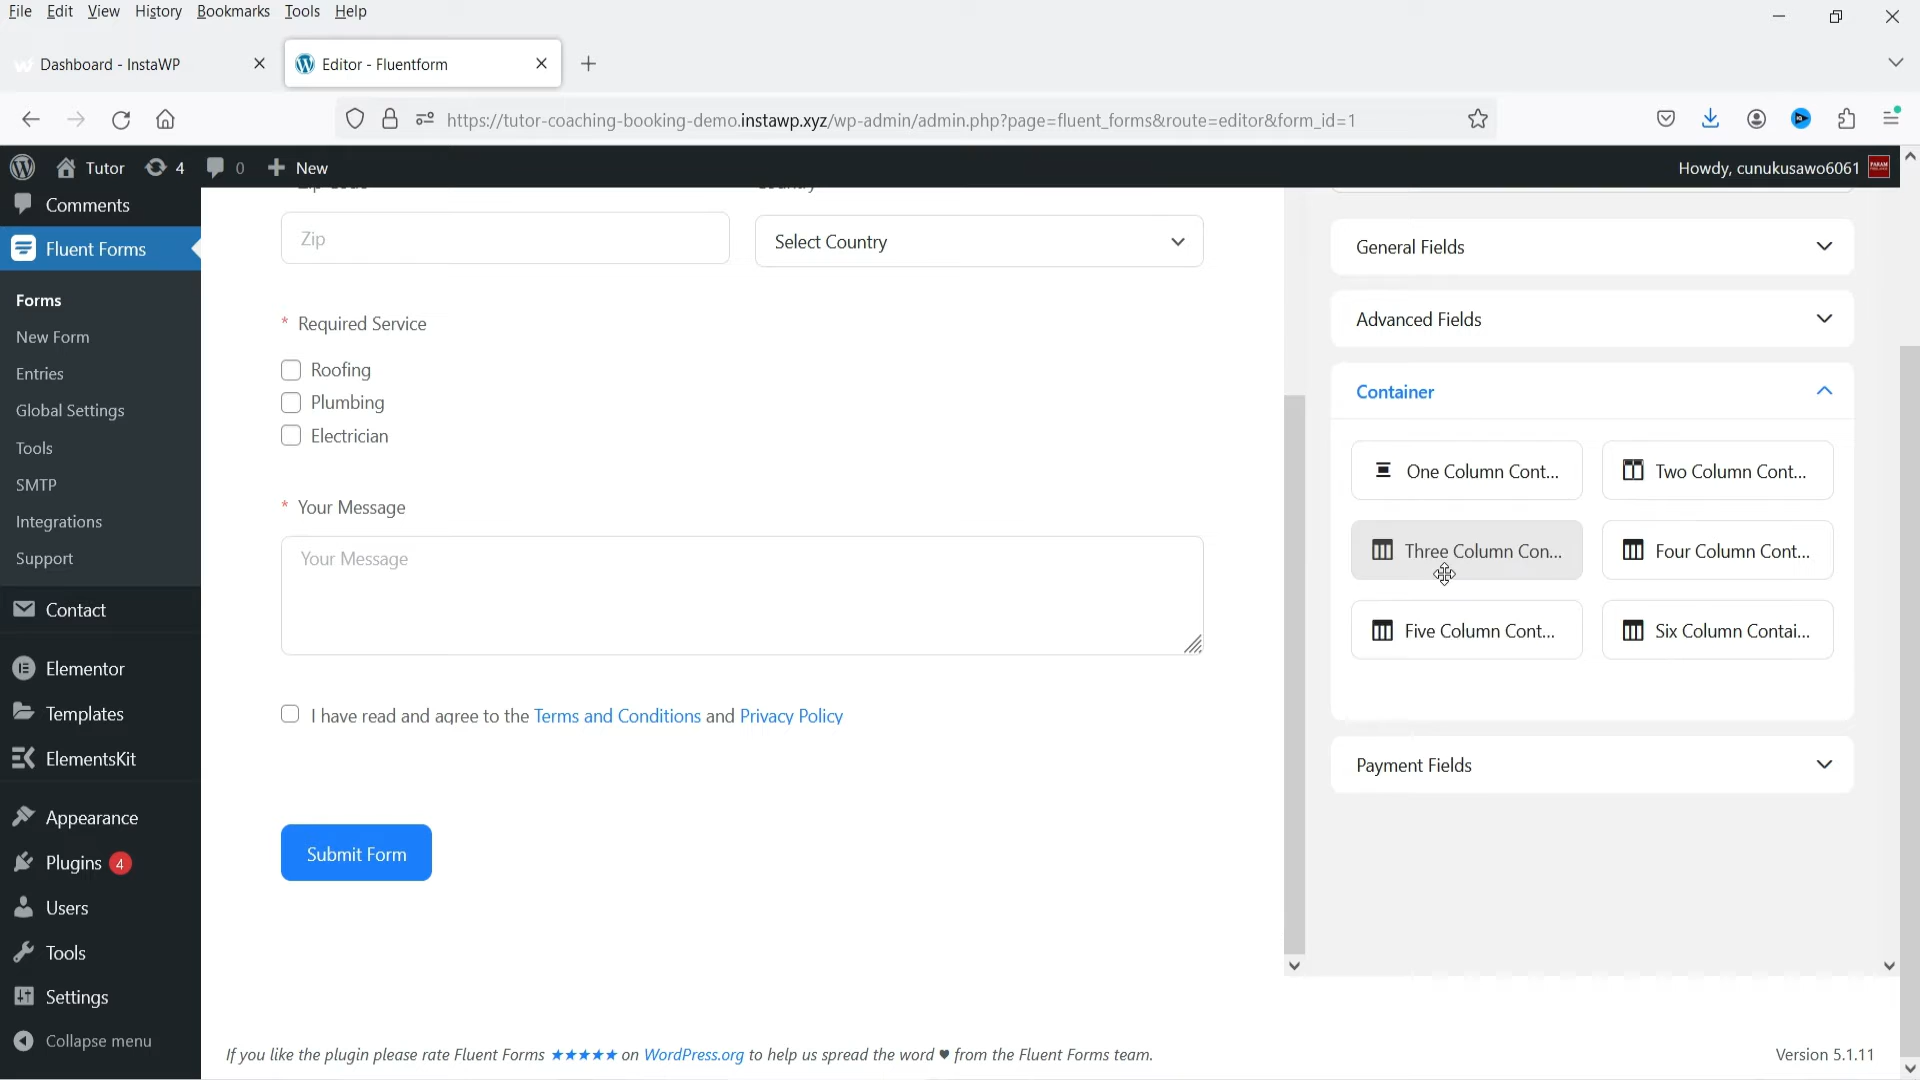 File Edit View History Bookmarks Tools Help
Dashboard - InstaWP
Editor - Fluentform
https://tutor-coaching-booking-demo.instawp.xyz/wp-admin/admin.php?page=fluent_forms&route=editor&form_id=1
Tutor 4 0 New
Howdy, cunukusawo6061
Comments
Fluent Forms
Forms
New Form
Entries
Global Settings
Tools
SMTP
Integrations
Support
Contact
Elementor
Templates
ElementsKit
Appearance
Plugins 4
Users
Tools
Settings
Collapse menu
Zip
Select Country
* Required Service
Roofing
Plumbing
Electrician
* Your Message
Your Message
I have read and agree to the Terms and Conditions and Privacy Policy
Submit Form
General Fields
Advanced Fields
Container
One Column Cont...
Two Column Cont...
Three Column Con...
Four Column Cont...
Five Column Cont...
Six Column Contai...
Payment Fields
If you like the plugin please rate Fluent Forms ★★★★★ on WordPress.org to help us spread the word ♥ from the Fluent Forms team.
Version 5.1.11